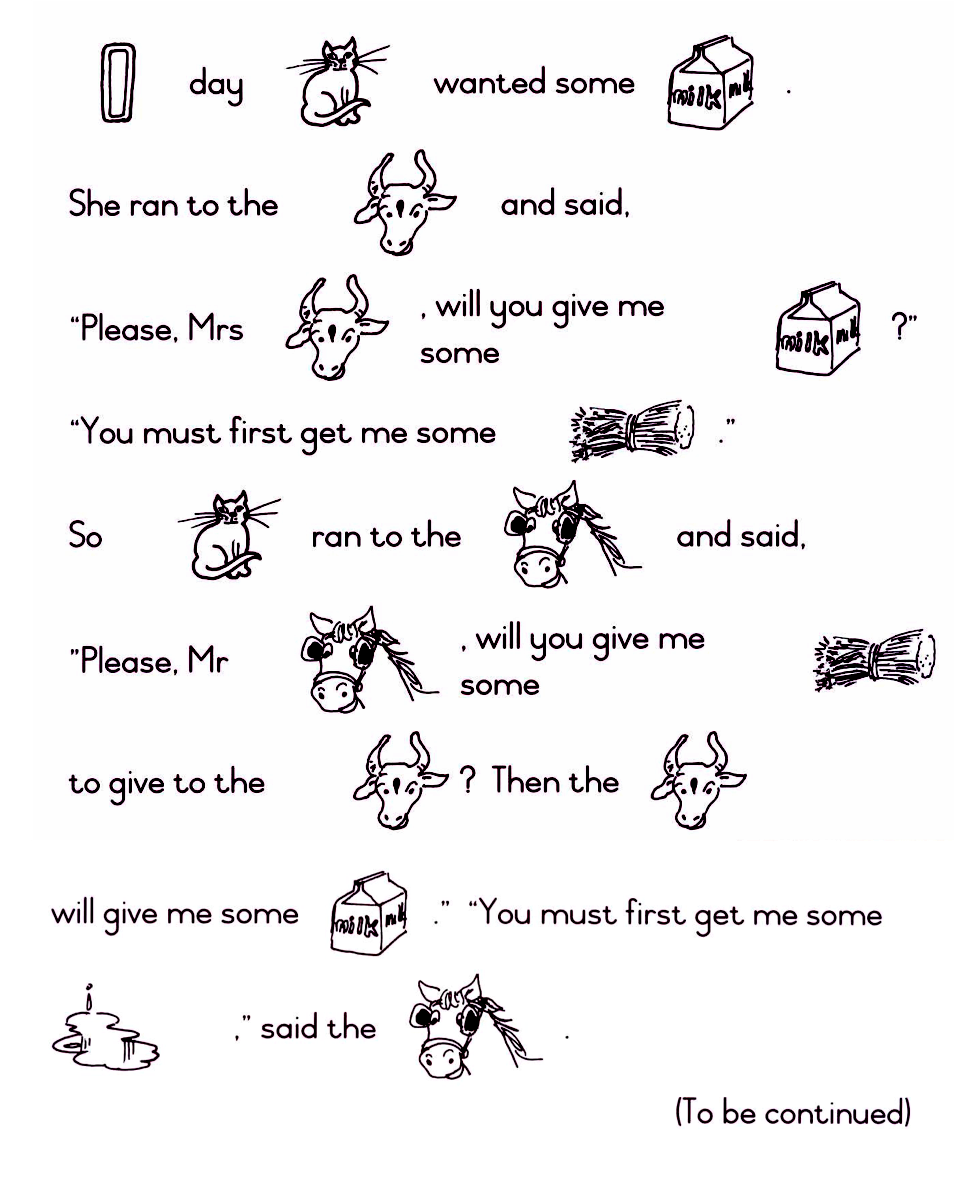 day wanted some milk milk .
She ran to the and said,
“Please, Mrs , will you give me
some milk milk ?”
“You must first get me some .”
So ran to the and said,
”Please, Mr , will you give me
some
to give to the ? Then the
will give me some milk milk .” “You must first get me some
,” said the .
(To be continued)